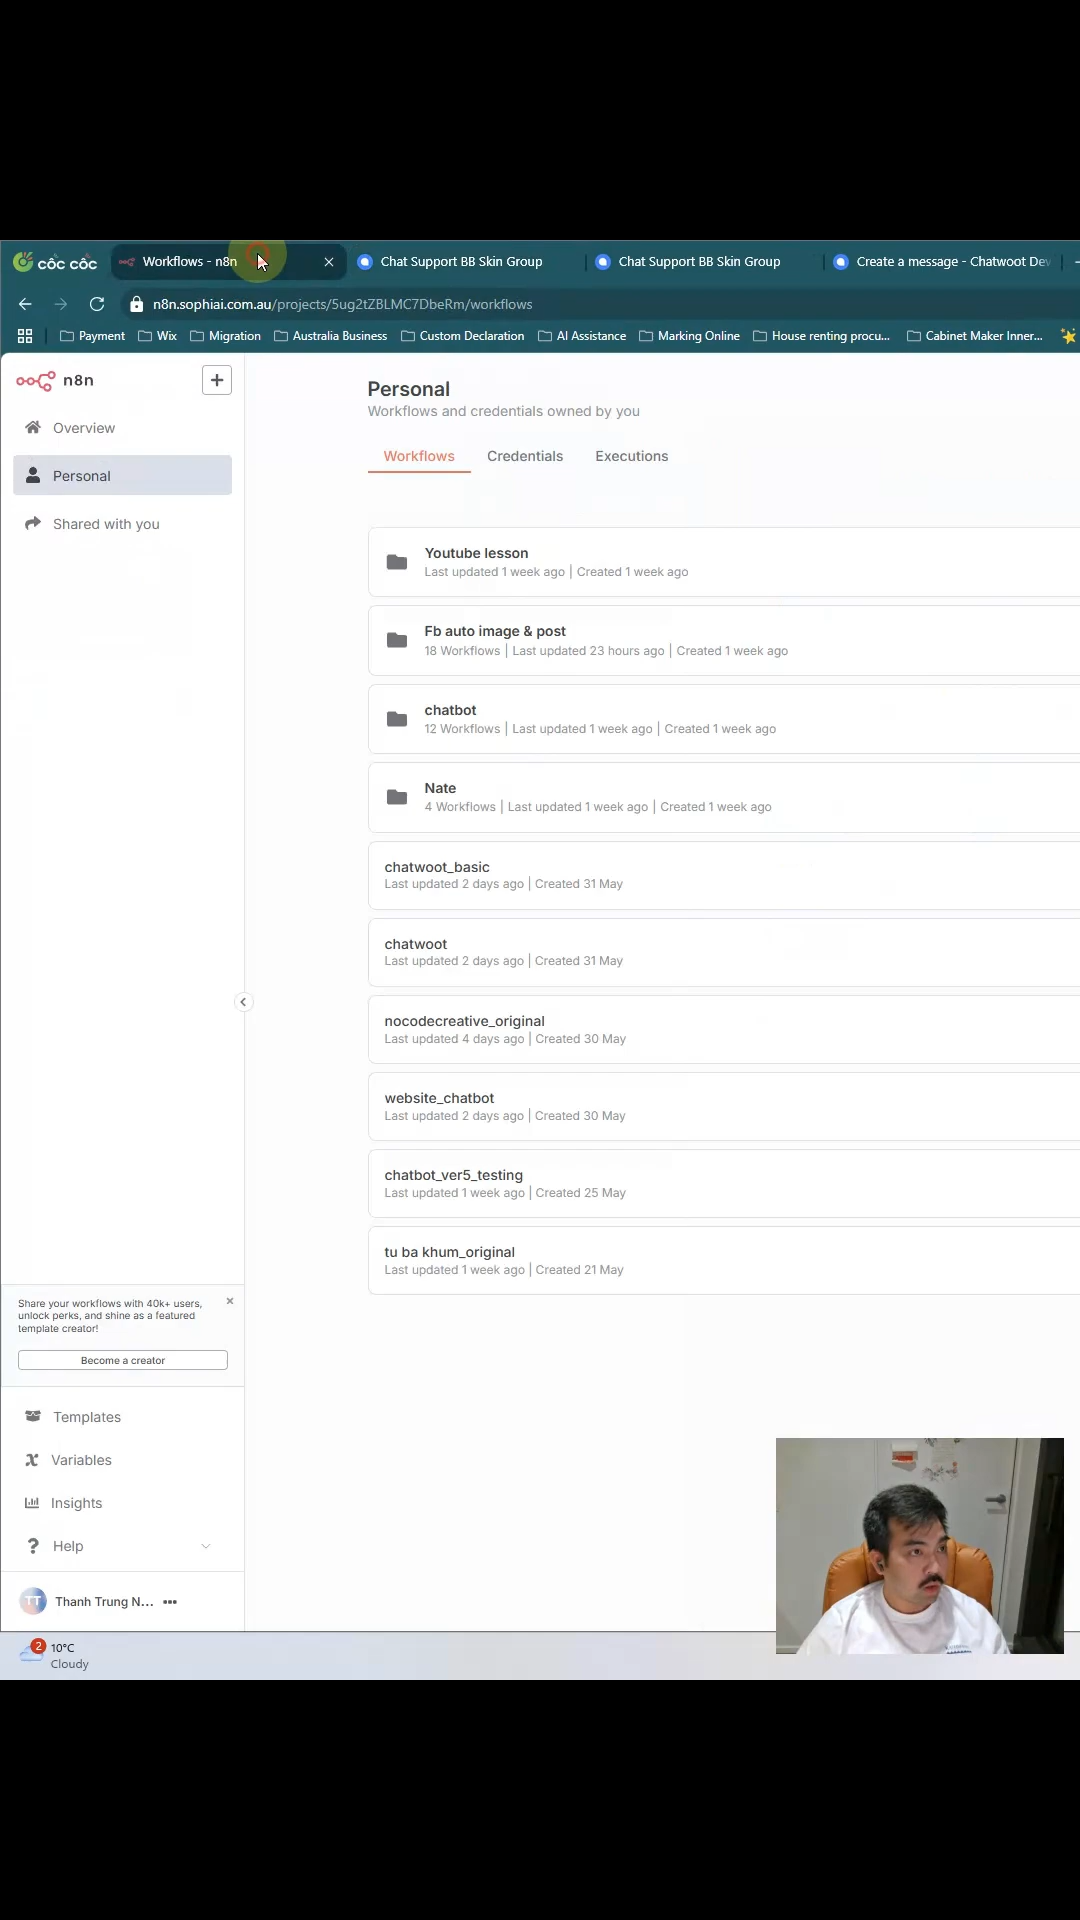 cốc cốc
Workflows - n8n
Chat Support BB Skin Group
Chat Support BB Skin Group
Create a message - Chatwoot Dev
n8n.sophiai.com.au/projects/5ug2tZBLMC7DbeRm/workflows
Payment
Wix
Migration
Australia Business
Custom Declaration
AI Assistance
Marking Online
House renting procu...
Cabinet Maker Inner...
n8n
Overview
Personal
Shared with you
Personal
Workflows and credentials owned by you
Workflows
Credentials
Executions
Youtube lesson
Last updated 1 week ago | Created 1 week ago
Fb auto image & post
18 Workflows | Last updated 23 hours ago | Created 1 week ago
chatbot
12 Workflows | Last updated 1 week ago | Created 1 week ago
Nate
4 Workflows | Last updated 1 week ago | Created 1 week ago
chatwoot_basic
Last updated 2 days ago | Created 31 May
chatwoot
Last updated 2 days ago | Created 31 May
nocodecreative_original
Last updated 4 days ago | Created 30 May
website_chatbot
Last updated 2 days ago | Created 30 May
chatbot_ver5_testing
Last updated 1 week ago | Created 25 May
tu ba khum_original
Last updated 1 week ago | Created 21 May
Share your workflows with 40k+ users,
unlock perks, and shine as a featured
template creator!
Become a creator
Templates
Variables
Insights
Help
TT
Thanh Trung N...
2
10°C
Cloudy